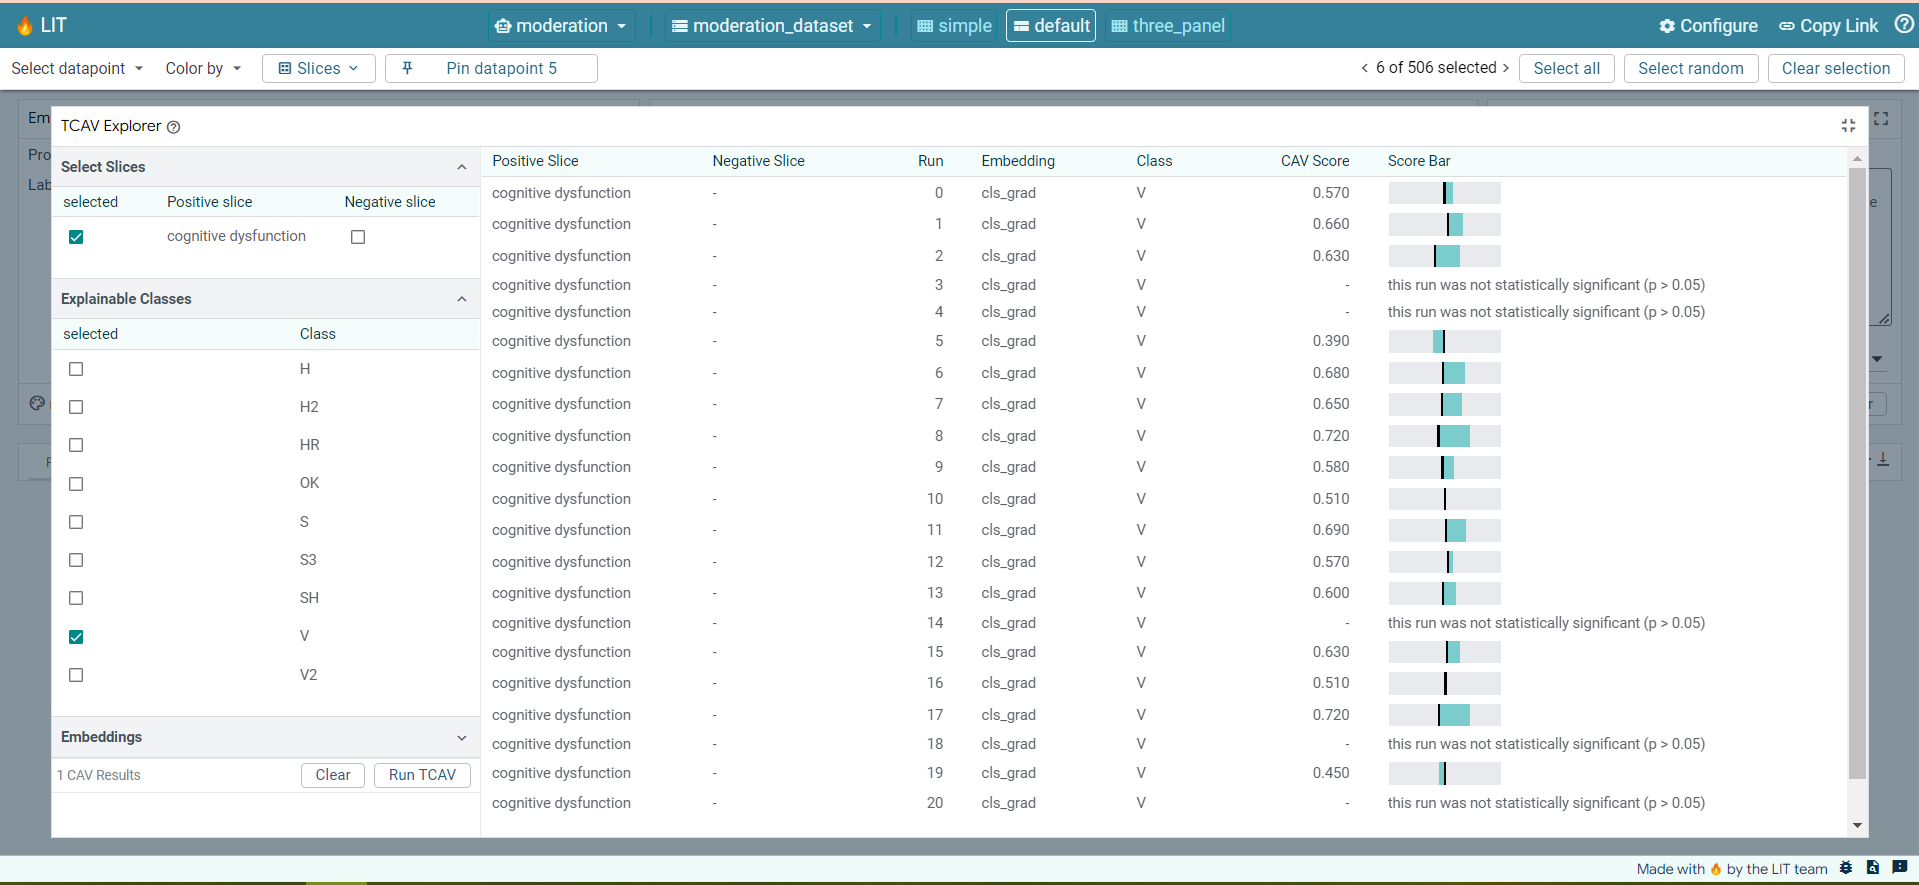 LIT moderation moderation_dataset simple default three_panel Configure Copy Link
Select datapoint Color by Slices Pin datapoint 5 6 of 506 selected Select all Select random Clear selection
Em
Pro
Lab
TCAV Explorer
Select Slices
selected Positive slice Negative slice
cognitive dysfunction
Explainable Classes
selected Class
H
H2
HR
OK
S
S3
SH
V
V2
Embeddings
1 CAV Results Clear Run TCAV
Positive Slice Negative Slice Run Embedding Class CAV Score Score Bar
cognitive dysfunction - 0 cls_grad V 0.570
cognitive dysfunction - 1 cls_grad V 0.660
cognitive dysfunction - 2 cls_grad V 0.630
cognitive dysfunction - 3 cls_grad V - this run was not statistically significant (p > 0.05)
cognitive dysfunction - 4 cls_grad V - this run was not statistically significant (p > 0.05)
cognitive dysfunction - 5 cls_grad V 0.390
cognitive dysfunction - 6 cls_grad V 0.680
cognitive dysfunction - 7 cls_grad V 0.650
cognitive dysfunction - 8 cls_grad V 0.720
cognitive dysfunction - 9 cls_grad V 0.580
cognitive dysfunction - 10 cls_grad V 0.510
cognitive dysfunction - 11 cls_grad V 0.690
cognitive dysfunction - 12 cls_grad V 0.570
cognitive dysfunction - 13 cls_grad V 0.600
cognitive dysfunction - 14 cls_grad V - this run was not statistically significant (p > 0.05)
cognitive dysfunction - 15 cls_grad V 0.630
cognitive dysfunction - 16 cls_grad V 0.510
cognitive dysfunction - 17 cls_grad V 0.720
cognitive dysfunction - 18 cls_grad V - this run was not statistically significant (p > 0.05)
cognitive dysfunction - 19 cls_grad V 0.450
cognitive dysfunction - 20 cls_grad V - this run was not statistically significant (p > 0.05)
e
r
Made with 🔥 by the LIT team